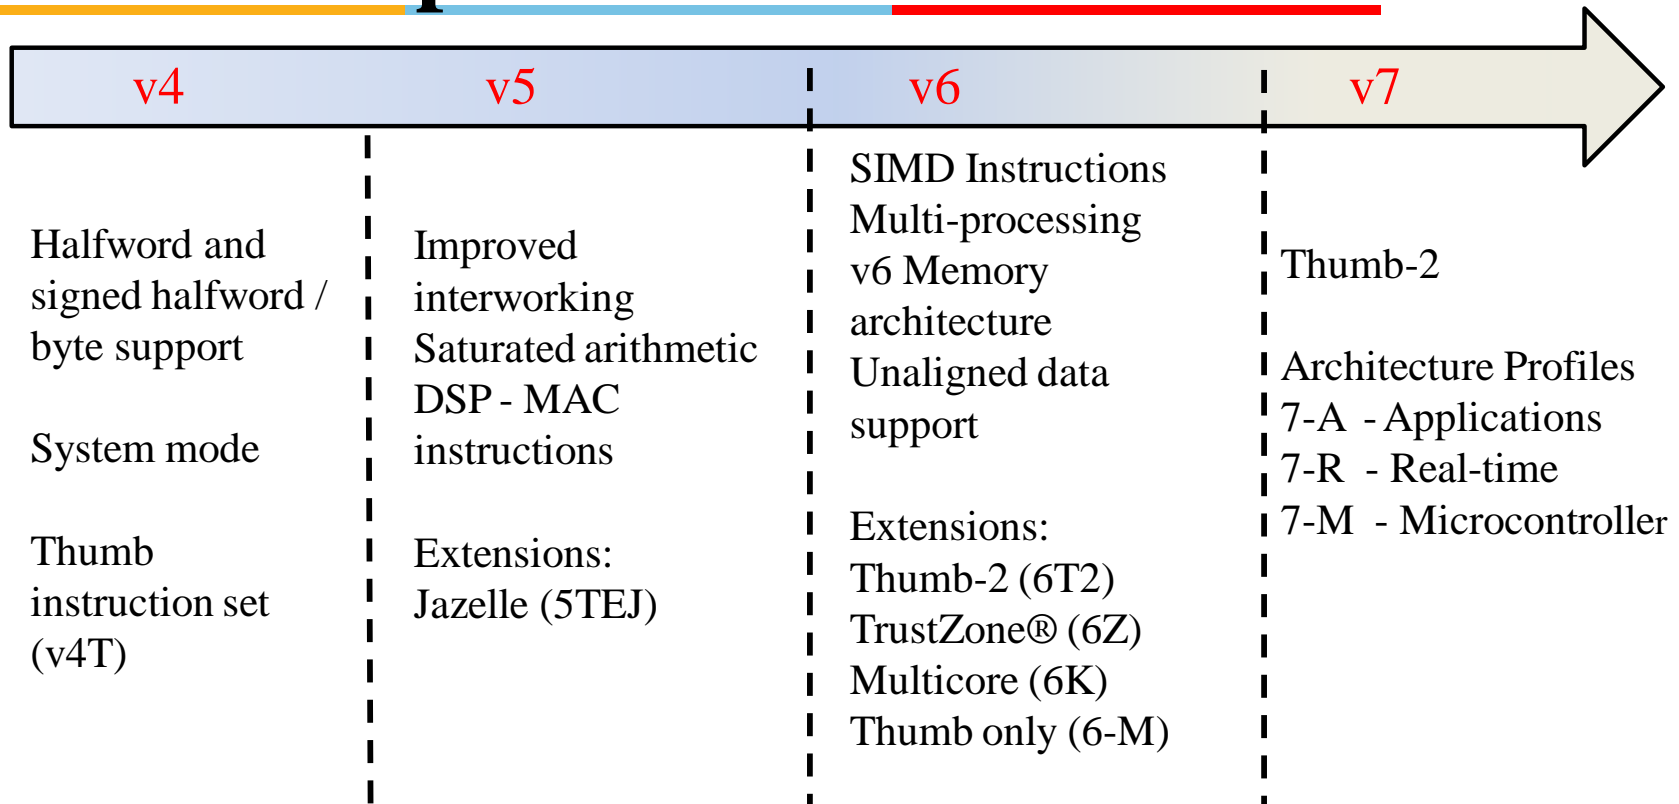 v4
v5
v6
v7
Halfword and
signed halfword /
byte support
System mode
Thumb
instruction set
(v4T)
Improved
interworking
Saturated arithmetic
DSP - MAC
instructions
Extensions:
Jazelle (5TEJ)
SIMD Instructions
Multi-processing
v6 Memory
architecture
Unaligned data
support
Extensions:
Thumb-2 (6T2)
TrustZone® (6Z)
Multicore (6K)
Thumb only (6-M)
Thumb-2
Architecture Profiles
7-A - Applications
7-R - Real-time
7-M - Microcontroller